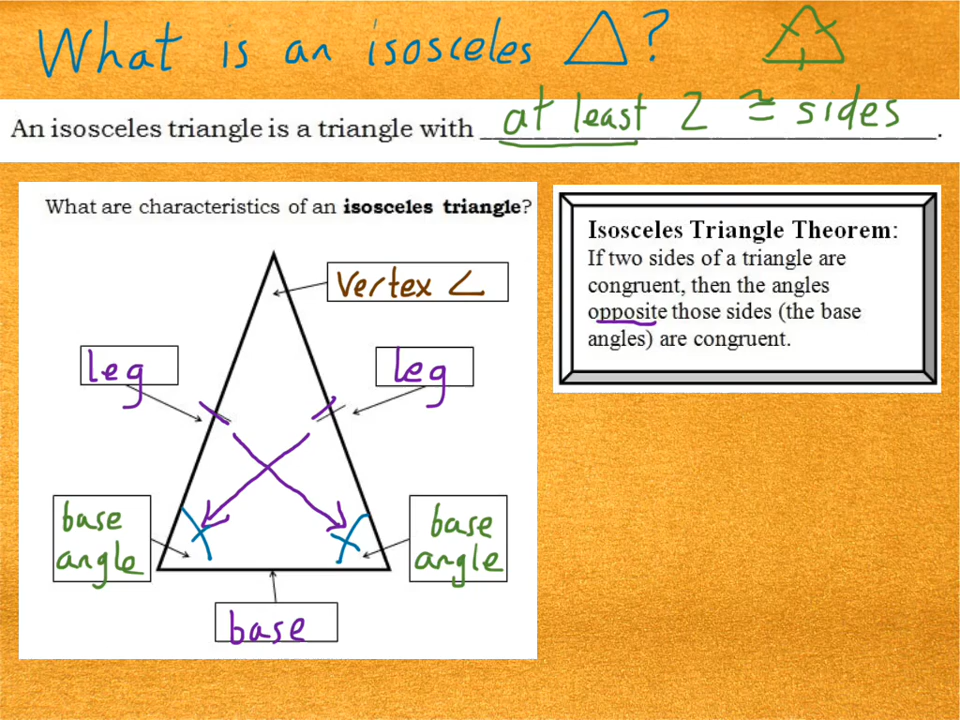 What is an isosceles △?
An isosceles triangle is a triangle with at least 2 ≅ sides.
What are characteristics of an isosceles triangle?
Vertex ∠
leg
leg
base
angle
base
angle
base
Isosceles Triangle Theorem:
If two sides of a triangle are
congruent, then the angles
opposite those sides (the base
angles) are congruent.